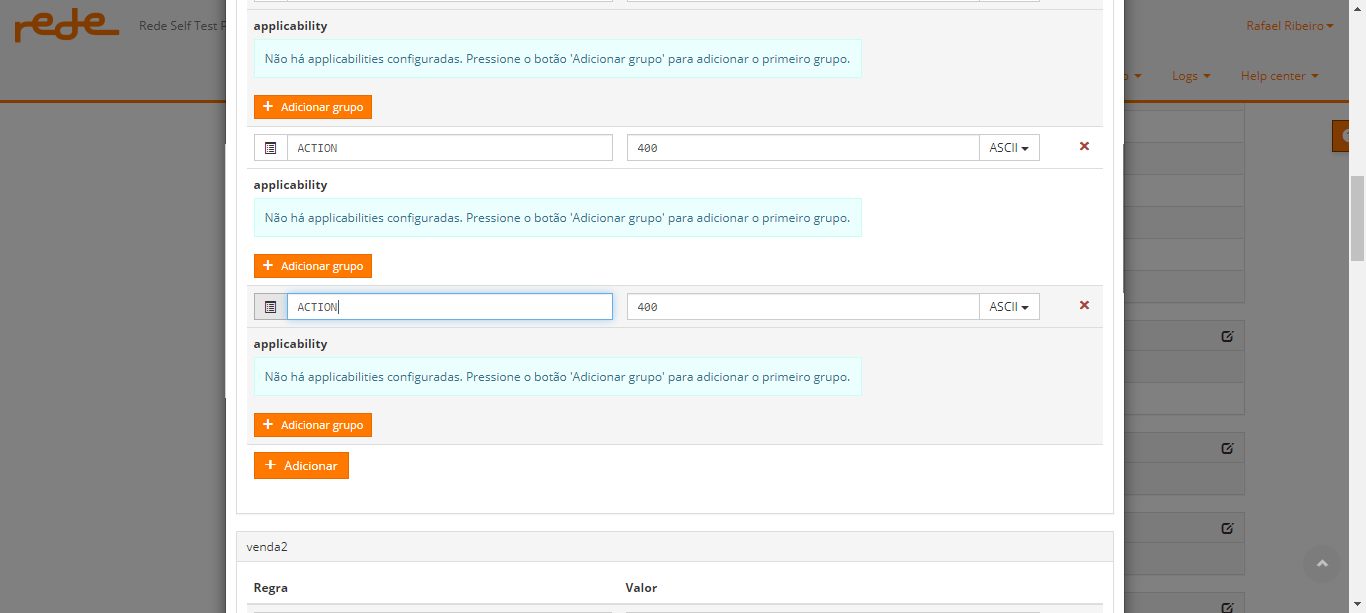 rede
Rede Self Test
Rafael Ribeiro
Logs
Help center
applicability
Não há applicabilities configuradas. Pressione o botão 'Adicionar grupo' para adicionar o primeiro grupo.
+ Adicionar grupo
ACTION 400 ASCII
applicability
Não há applicabilities configuradas. Pressione o botão 'Adicionar grupo' para adicionar o primeiro grupo.
+ Adicionar grupo
ACTION 400 ASCII
applicability
Não há applicabilities configuradas. Pressione o botão 'Adicionar grupo' para adicionar o primeiro grupo.
+ Adicionar grupo
+ Adicionar
venda2
Regra Valor